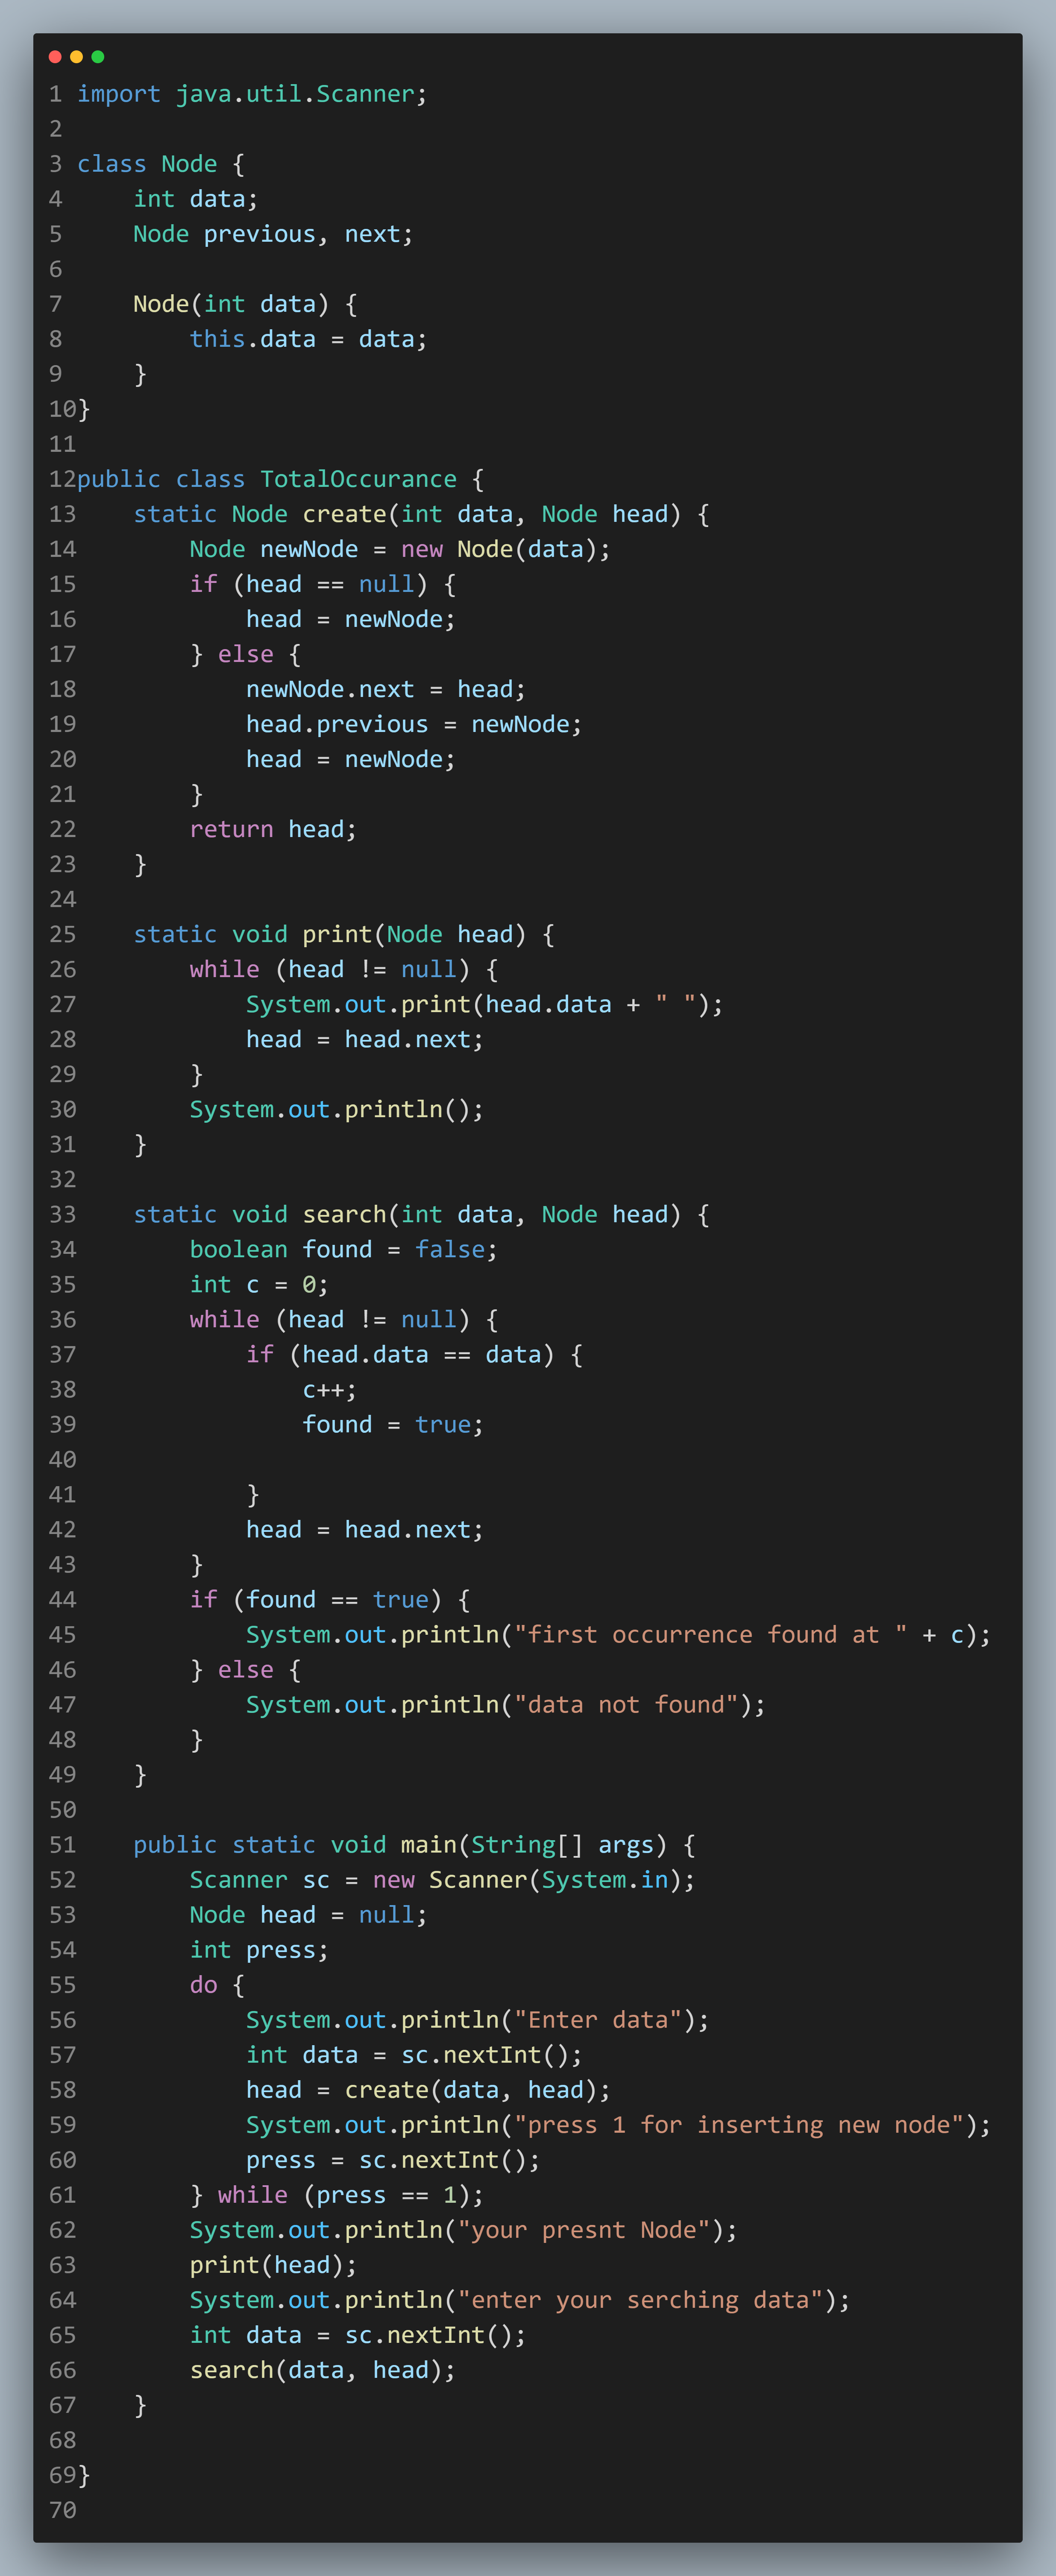 1 import java.util.Scanner;
2
3 class Node {
4     int data;
5     Node previous, next;
6
7     Node(int data) {
8         this.data = data;
9     }
10}
11
12public class TotalOccurance {
13    static Node create(int data, Node head) {
14        Node newNode = new Node(data);
15        if (head == null) {
16            head = newNode;
17        } else {
18            newNode.next = head;
19            head.previous = newNode;
20            head = newNode;
21        }
22        return head;
23    }
24
25    static void print(Node head) {
26        while (head != null) {
27            System.out.print(head.data + " ");
28            head = head.next;
29        }
30        System.out.println();
31    }
32
33    static void search(int data, Node head) {
34        boolean found = false;
35        int c = 0;
36        while (head != null) {
37            if (head.data == data) {
38                c++;
39                found = true;
40
41            }
42            head = head.next;
43        }
44        if (found == true) {
45            System.out.println("first occurrence found at " + c);
46        } else {
47            System.out.println("data not found");
48        }
49    }
50
51    public static void main(String[] args) {
52        Scanner sc = new Scanner(System.in);
53        Node head = null;
54        int press;
55        do {
56            System.out.println("Enter data");
57            int data = sc.nextInt();
58            head = create(data, head);
59            System.out.println("press 1 for inserting new node");
60            press = sc.nextInt();
61        } while (press == 1);
62        System.out.println("your presnt Node");
63        print(head);
64        System.out.println("enter your serching data");
65        int data = sc.nextInt();
66        search(data, head);
67    }
68
69}
70